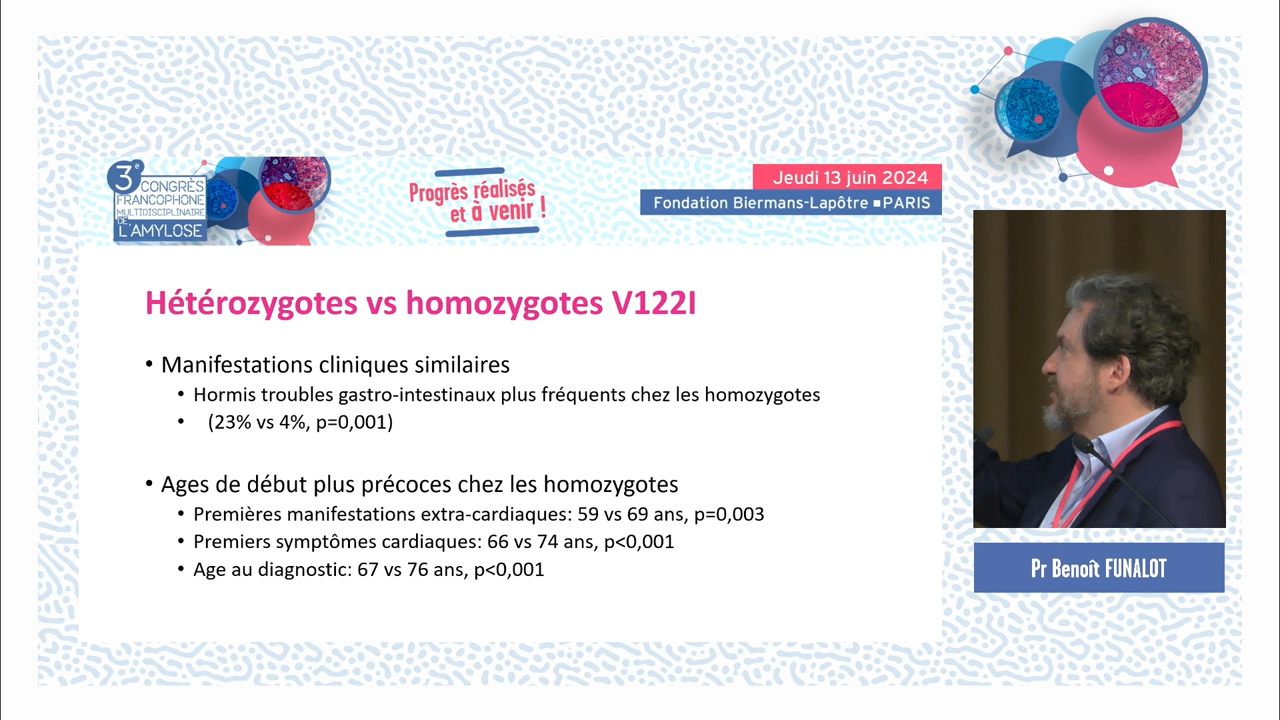 3e
CONGRÈS
FRANCOPHONE
MULTIDISCIPLINAIRE
DE
L'AMYLOSE
Progrès réalisés
et à venir !
Jeudi 13 juin 2024
Fondation Biermans-Lapôtre ■ PARIS
Hétérozygotes vs homozygotes V122I
• Manifestations cliniques similaires
• Hormis troubles gastro-intestinaux plus fréquents chez les homozygotes
• (23% vs 4%, p=0,001)
• Ages de début plus précoces chez les homozygotes
• Premières manifestations extra-cardiaques: 59 vs 69 ans, p=0,003
• Premiers symptômes cardiaques: 66 vs 74 ans, p<0,001
• Age au diagnostic: 67 vs 76 ans, p<0,001
Pr Benoît FUNALOT